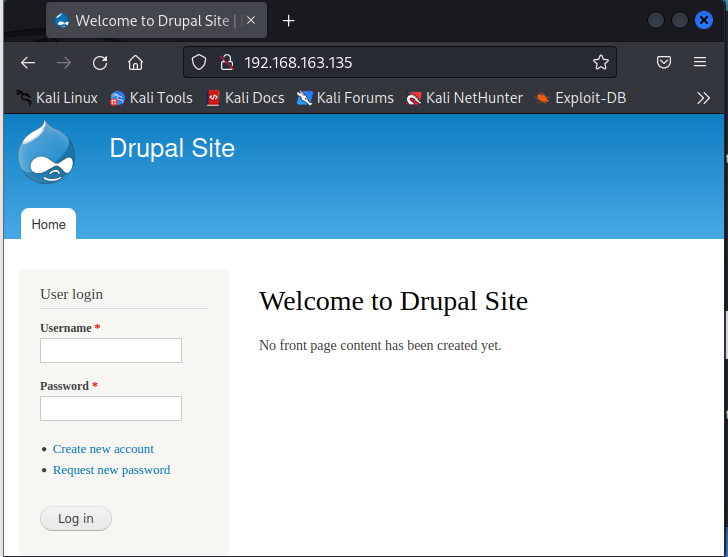 Welcome to Drupal Site |
192.168.163.135
Kali Linux Kali Tools Kali Docs Kali Forums Kali NetHunter Exploit-DB
Drupal Site
Home
User login
Username *
Password *
Create new account
Request new password
Log in
Welcome to Drupal Site
No front page content has been created yet.